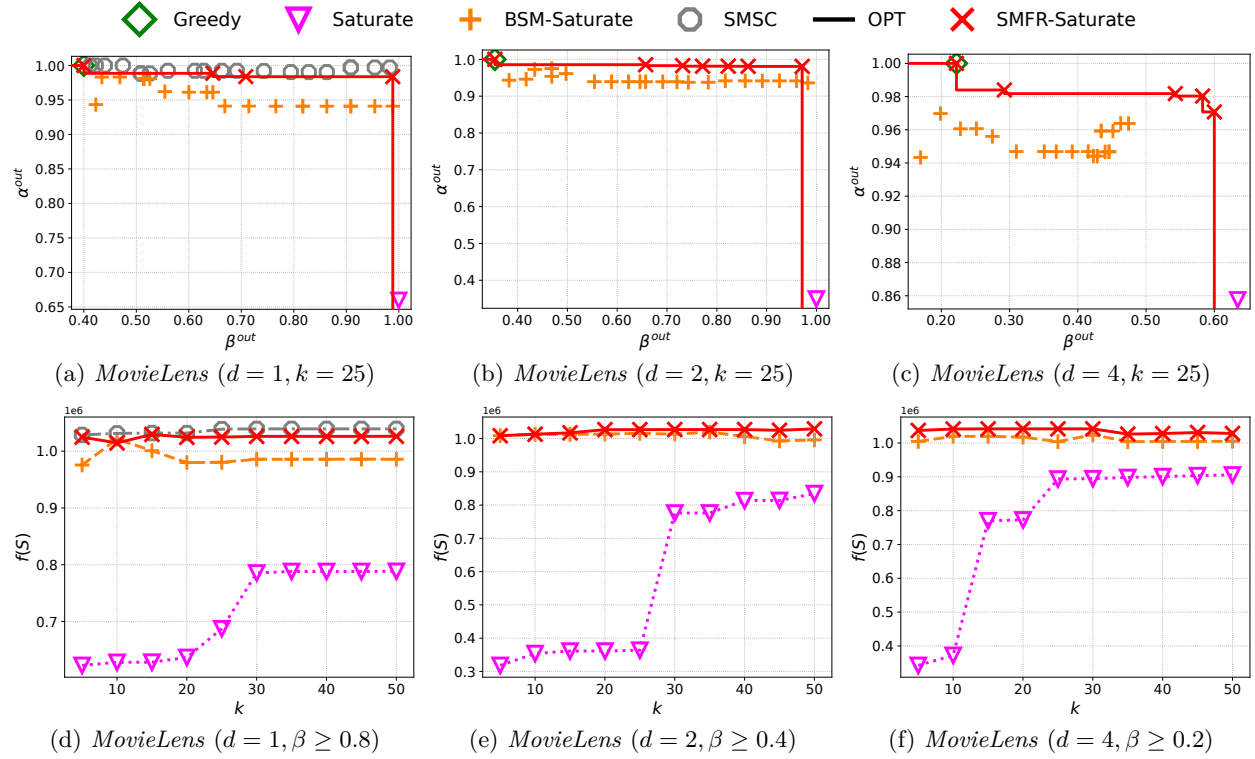 Greedy Saturate BSM-Saturate SMSC OPT SMFR-Saturate
1.00
0.95
0.90
0.85
0.80
0.75
0.70
0.65
α^out
0.40 0.50 0.60 0.70 0.80 0.90 1.00
β^out
(a) MovieLens (d = 1, k = 25)
1.0
0.9
0.8
0.7
0.6
0.5
0.4
α^out
0.40 0.50 0.60 0.70 0.80 0.90 1.00
β^out
(b) MovieLens (d = 2, k = 25)
1.00
0.98
0.96
0.94
0.92
0.90
0.88
0.86
α^out
0.20 0.30 0.40 0.50 0.60
β^out
(c) MovieLens (d = 4, k = 25)
1e6
1.0
0.9
0.8
0.7
f(S)
10 20 30 40 50
k
(d) MovieLens (d = 1, β ≥ 0.8)
1e6
1.0
0.9
0.8
0.7
0.6
0.5
0.4
0.3
f(S)
10 20 30 40 50
k
(e) MovieLens (d = 2, β ≥ 0.4)
1e6
1.0
0.9
0.8
0.7
0.6
0.5
0.4
f(S)
10 20 30 40 50
k
(f) MovieLens (d = 4, β ≥ 0.2)